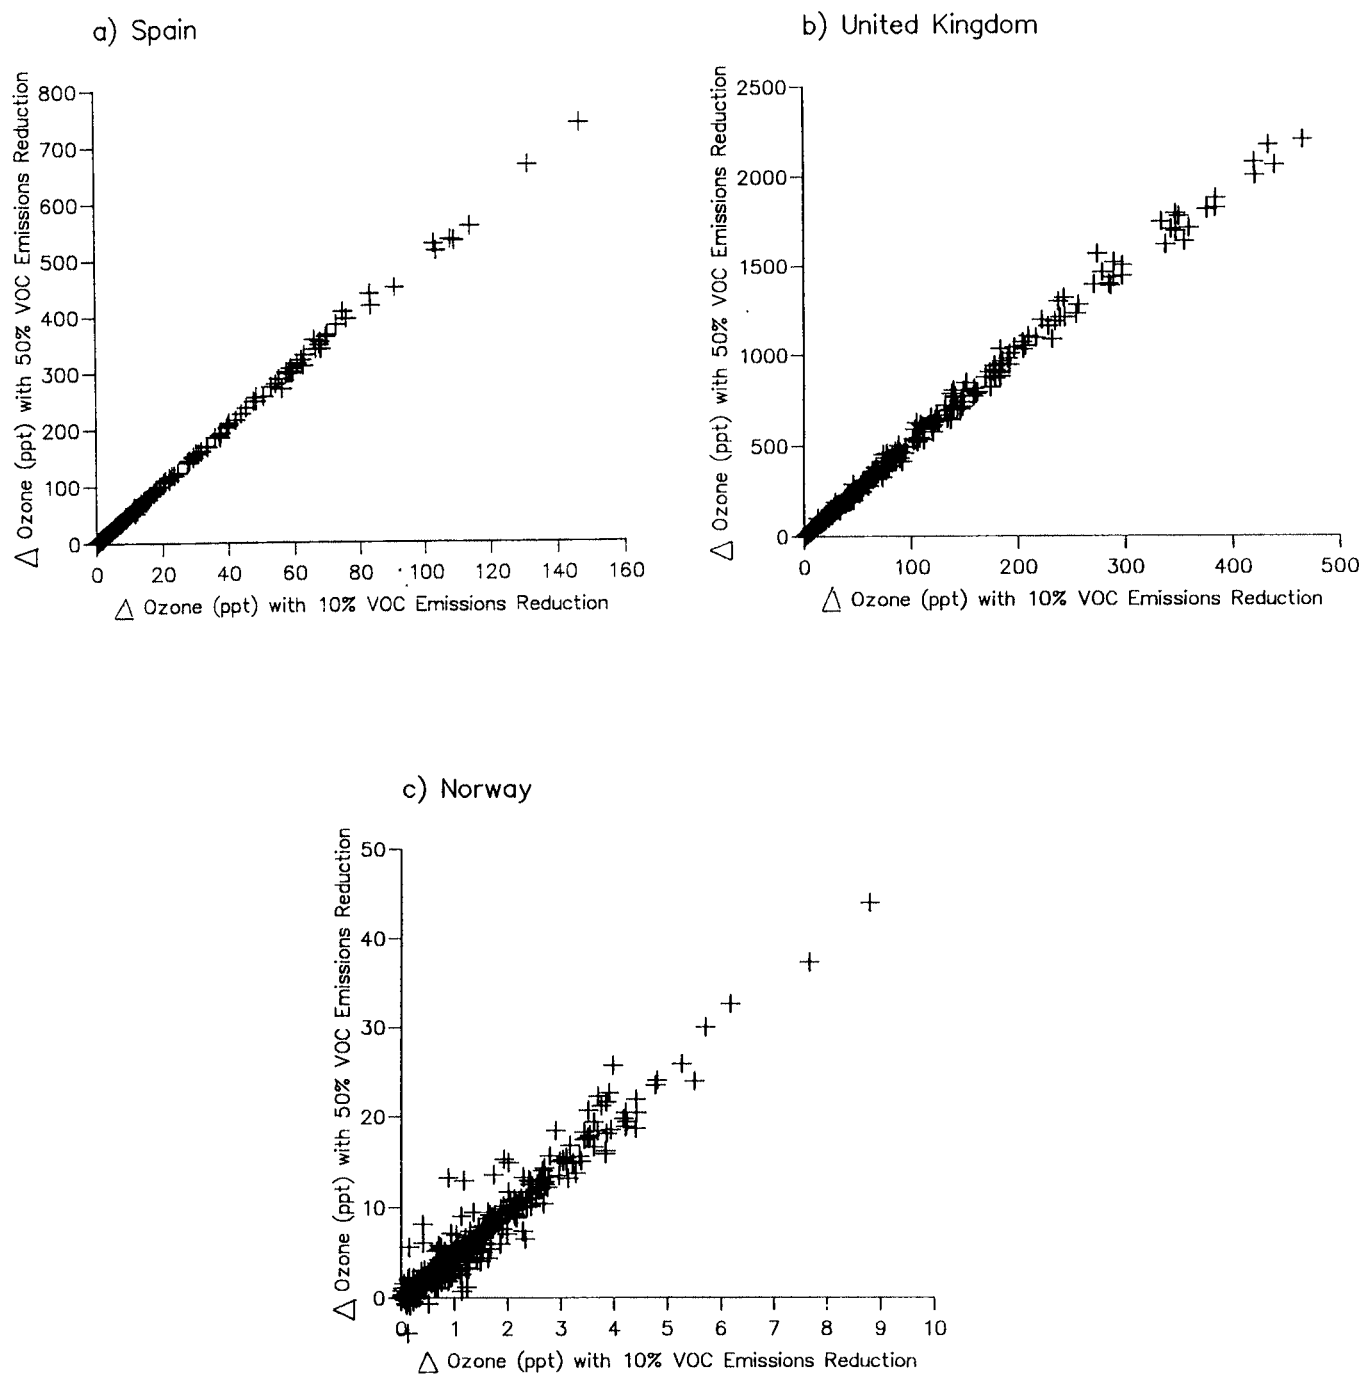 a) Spain
Δ Ozone (ppt) with 50% VOC Emissions Reduction
800
700
600
500
400
300
200
100
0
0 20 40 60 80 100 120 140 160
Δ Ozone (ppt) with 10% VOC Emissions Reduction
b) United Kingdom
Δ Ozone (ppt) with 50% VOC Emissions Reduction
2500
2000
1500
1000
500
0
0 100 200 300 400 500
Δ Ozone (ppt) with 10% VOC Emissions Reduction
c) Norway
Δ Ozone (ppt) with 50% VOC Emissions Reduction
50
40
30
20
10
0
0 1 2 3 4 5 6 7 8 9 10
Δ Ozone (ppt) with 10% VOC Emissions Reduction